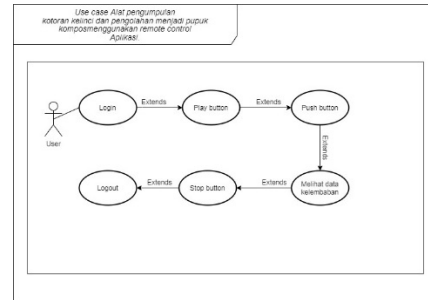 Use case Alat pengumpulan
kotoran kelinci dan pengolahan menjadi pupuk
komposmenggunakan remote control
Aplikasi.
Login
Extends
Play button
Extends
Push button
User
Extends
Logout
Extends
Stop button
Extends
Melihat data
kelembaban